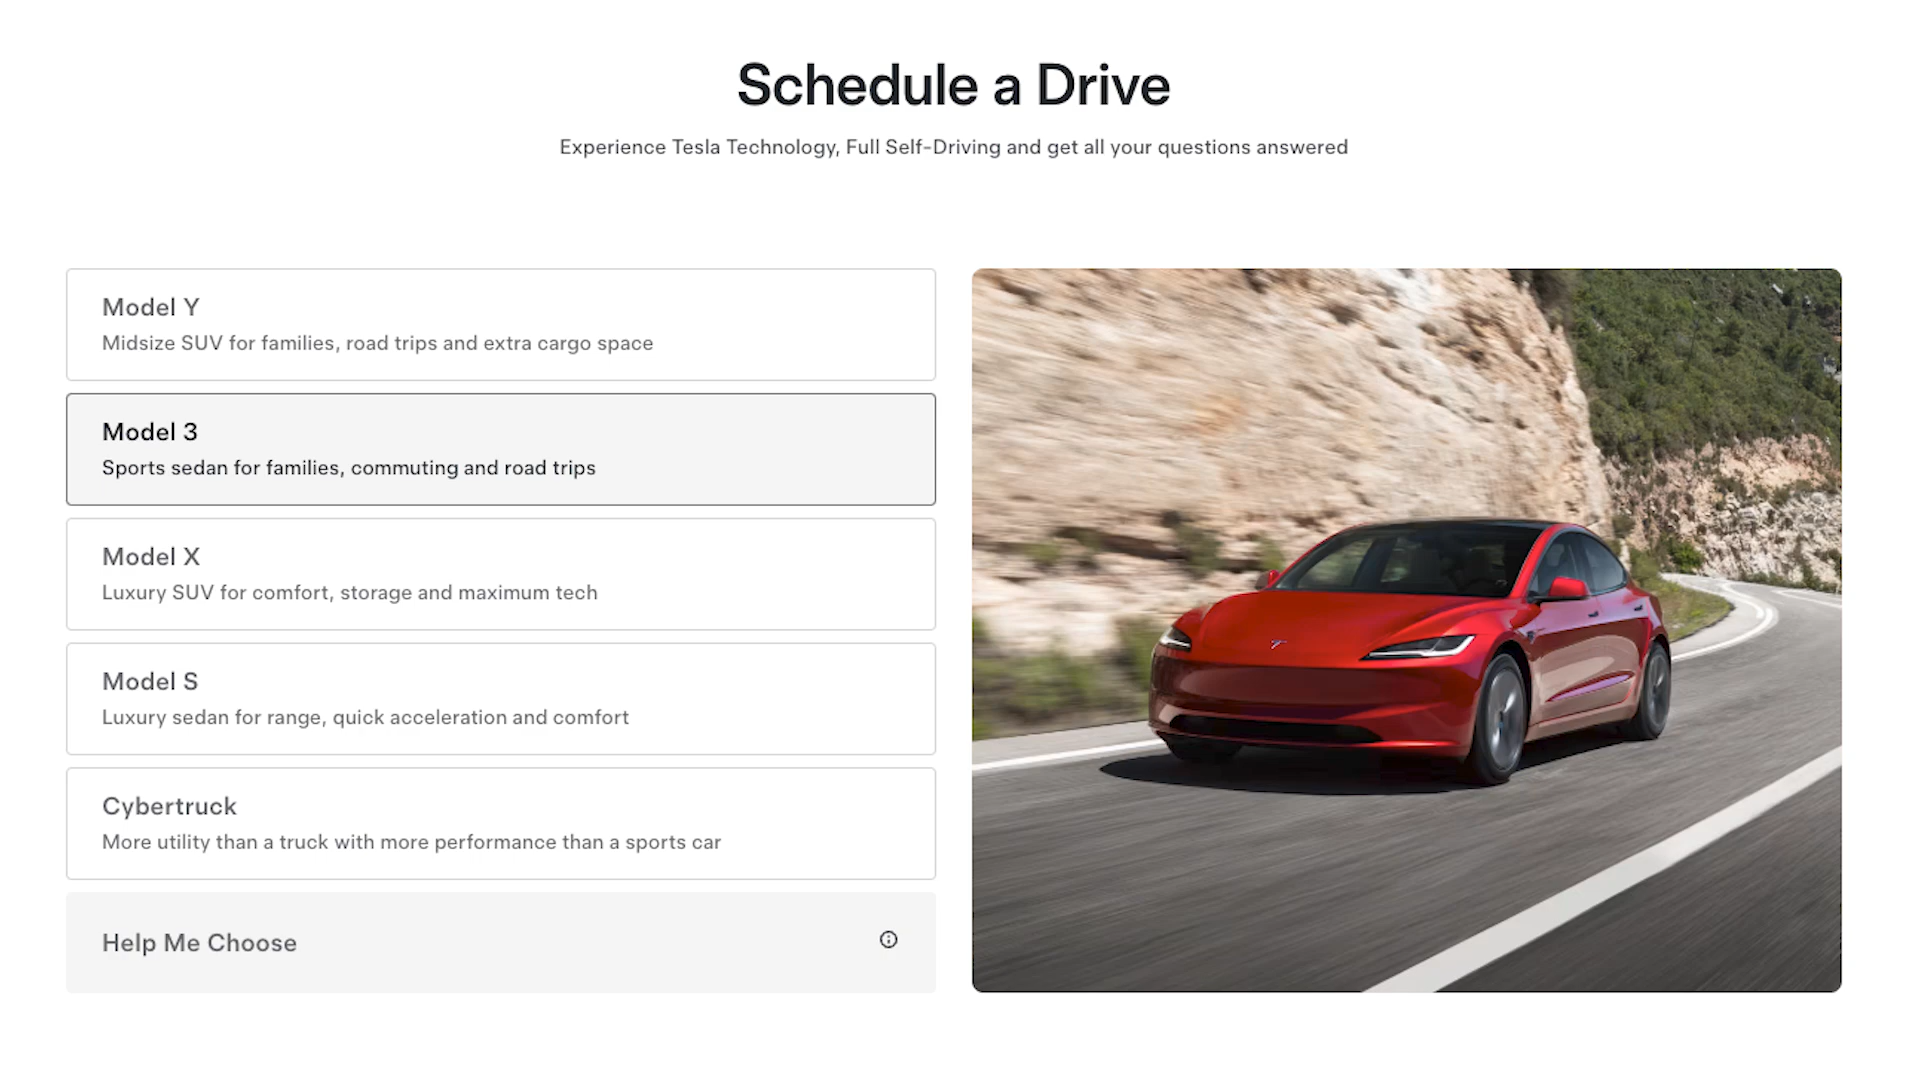 Schedule a Drive
Experience Tesla Technology, Full Self-Driving and get all your questions answered
Model Y
Midsize SUV for families, road trips and extra cargo space
Model 3
Sports sedan for families, commuting and road trips
Model X
Luxury SUV for comfort, storage and maximum tech
Model S
Luxury sedan for range, quick acceleration and comfort
Cybertruck
More utility than a truck with more performance than a sports car
Help Me Choose